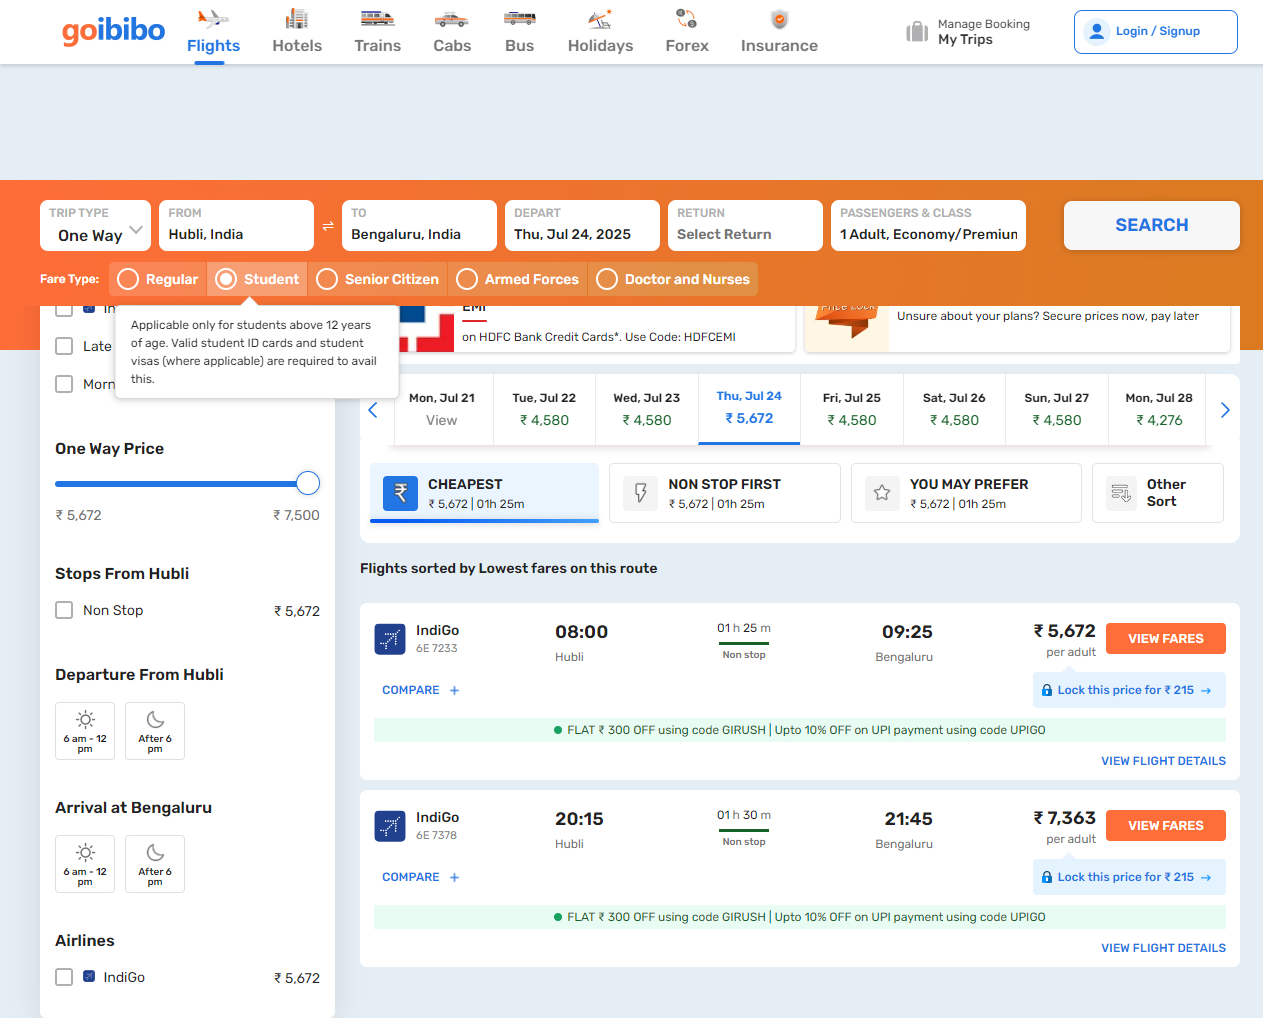 goibibo
Flights
Hotels
Trains
Cabs
Bus
Holidays
Forex
Insurance
Manage Booking
My Trips
Login / Signup
TRIP TYPE
One Way
FROM
Hubli, India
TO
Bengaluru, India
DEPART
Thu, Jul 24, 2025
RETURN
Select Return
PASSENGERS & CLASS
1 Adult, Economy/Premiun
SEARCH
Fare Type:
Regular
Student
Senior Citizen
Armed Forces
Doctor and Nurses
Applicable only for students above 12 years
of age. Valid student ID cards and student
visas (where applicable) are required to avail
this.
Late
Morn
EMI
on HDFC Bank Credit Cards*. Use Code: HDFCEMI
Price Lock
Unsure about your plans? Secure prices now, pay later
Mon, Jul 21
View
Tue, Jul 22
₹ 4,580
Wed, Jul 23
₹ 4,580
Thu, Jul 24
₹ 5,672
Fri, Jul 25
₹ 4,580
Sat, Jul 26
₹ 4,580
Sun, Jul 27
₹ 4,580
Mon, Jul 28
₹ 4,276
One Way Price
₹ 5,672
₹ 7,500
Stops From Hubli
Non Stop
₹ 5,672
Departure From Hubli
6 am - 12
pm
After 6
pm
Arrival at Bengaluru
6 am - 12
pm
After 6
pm
Airlines
IndiGo
₹ 5,672
₹
CHEAPEST
₹ 5,672 | 01h 25m
NON STOP FIRST
₹ 5,672 | 01h 25m
YOU MAY PREFER
₹ 5,672 | 01h 25m
Other
Sort
Flights sorted by Lowest fares on this route
IndiGo
6E 7233
08:00
Hubli
01 h 25 m
Non stop
09:25
Bengaluru
₹ 5,672
per adult
VIEW FARES
COMPARE +
Lock this price for ₹ 215 →
FLAT ₹ 300 OFF using code GIRUSH | Upto 10% OFF on UPI payment using code UPIGO
VIEW FLIGHT DETAILS
IndiGo
6E 7378
20:15
Hubli
01 h 30 m
Non stop
21:45
Bengaluru
₹ 7,363
per adult
VIEW FARES
COMPARE +
Lock this price for ₹ 215 →
FLAT ₹ 300 OFF using code GIRUSH | Upto 10% OFF on UPI payment using code UPIGO
VIEW FLIGHT DETAILS